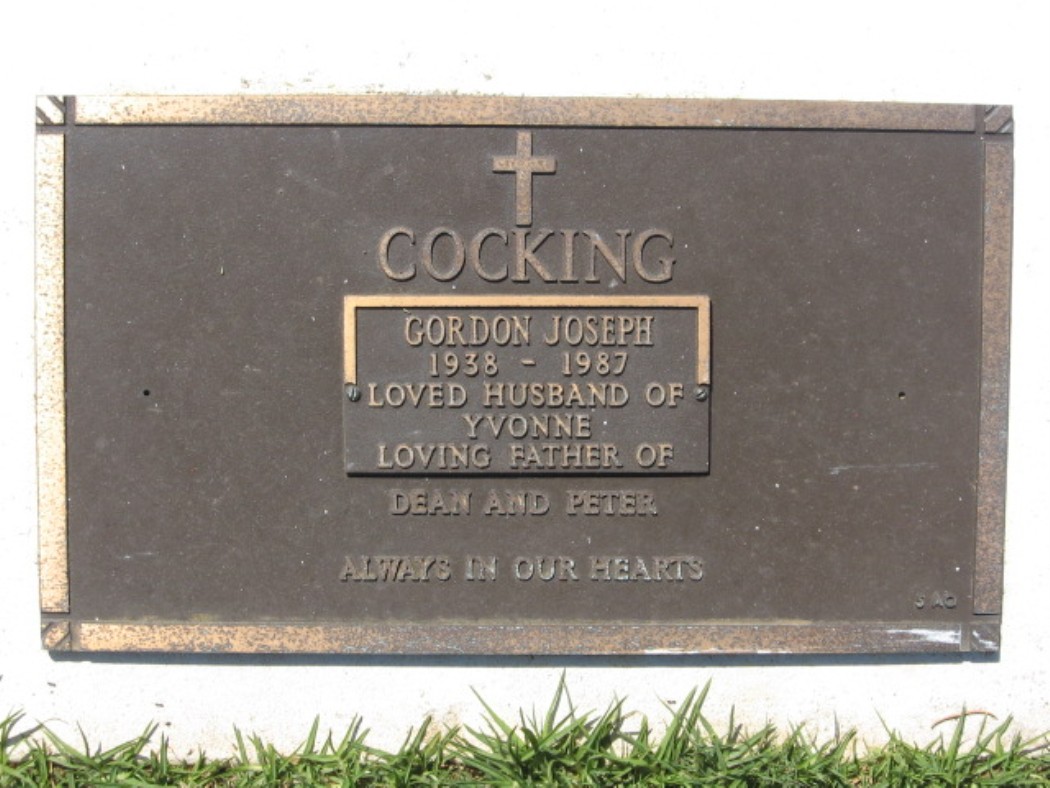 COCKING
GORDON JOSEPH
1938 - 1987
LOVED HUSBAND OF
YVONNE
LOVING FATHER OF
DEAN AND PETER
ALWAYS IN OUR HEARTS